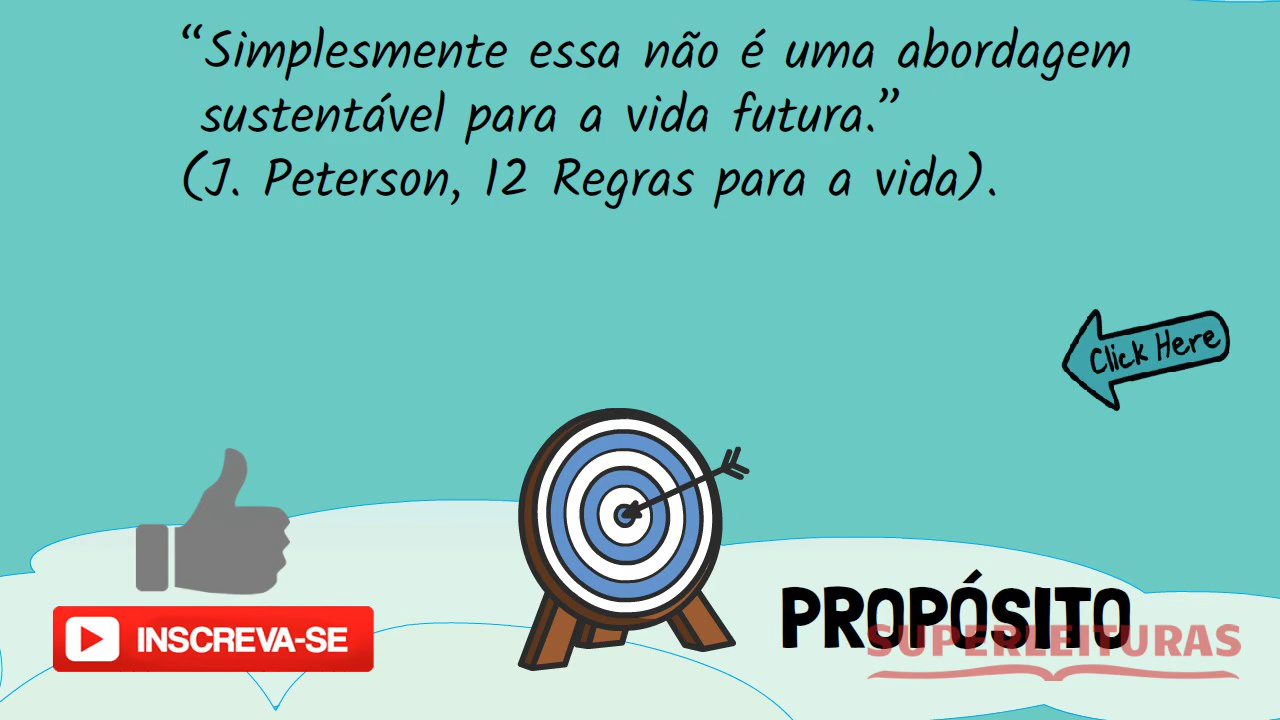 “Simplesmente essa não é uma abordagem
sustentável para a vida futura.”
(J. Peterson, 12 Regras para a vida).
Click Here
INSCREVA-SE
PROPÓSITO
SUPERLEITURAS